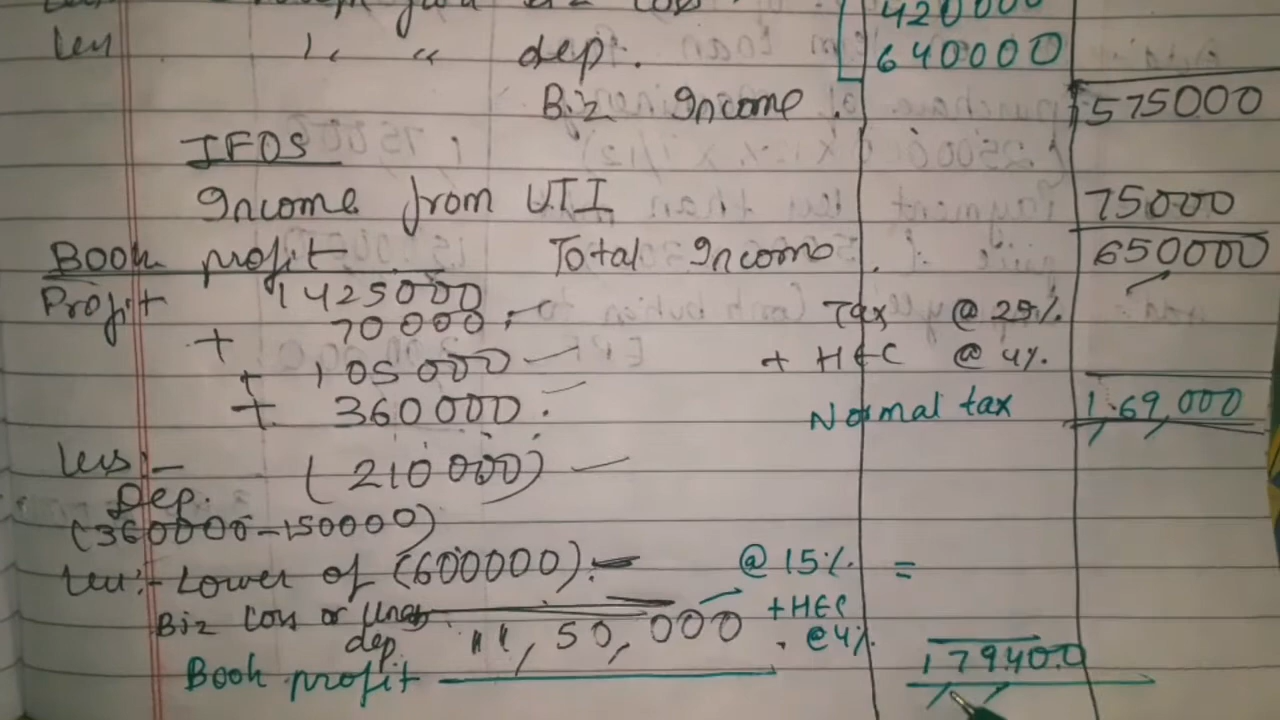 420000
Less " " dep. 640000
Biz Income 575000
IFOS
Income from UTI 75000
Book profit Total Income 650000
Profit 1425000
+ 70000 Tax @ 25%
+ 105000 + H&C @ 4%
+ 360000 Normal tax 1,69,000
Less:-
Dep. (210000)
(360000-150000)
Less:- Lower of (600000) @ 15% =
Biz loss or Unab dep. 11,50,000 +HEC @4%
Book profit 179400